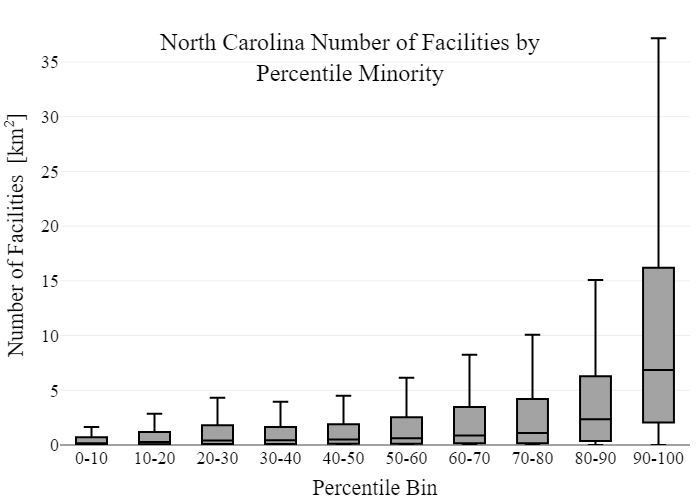 North Carolina Number of Facilities by
Percentile Minority
Number of Facilities [km²]
35
30
25
20
15
10
5
0
0-10 10-20 20-30 30-40 40-50 50-60 60-70 70-80 80-90 90-100
Percentile Bin